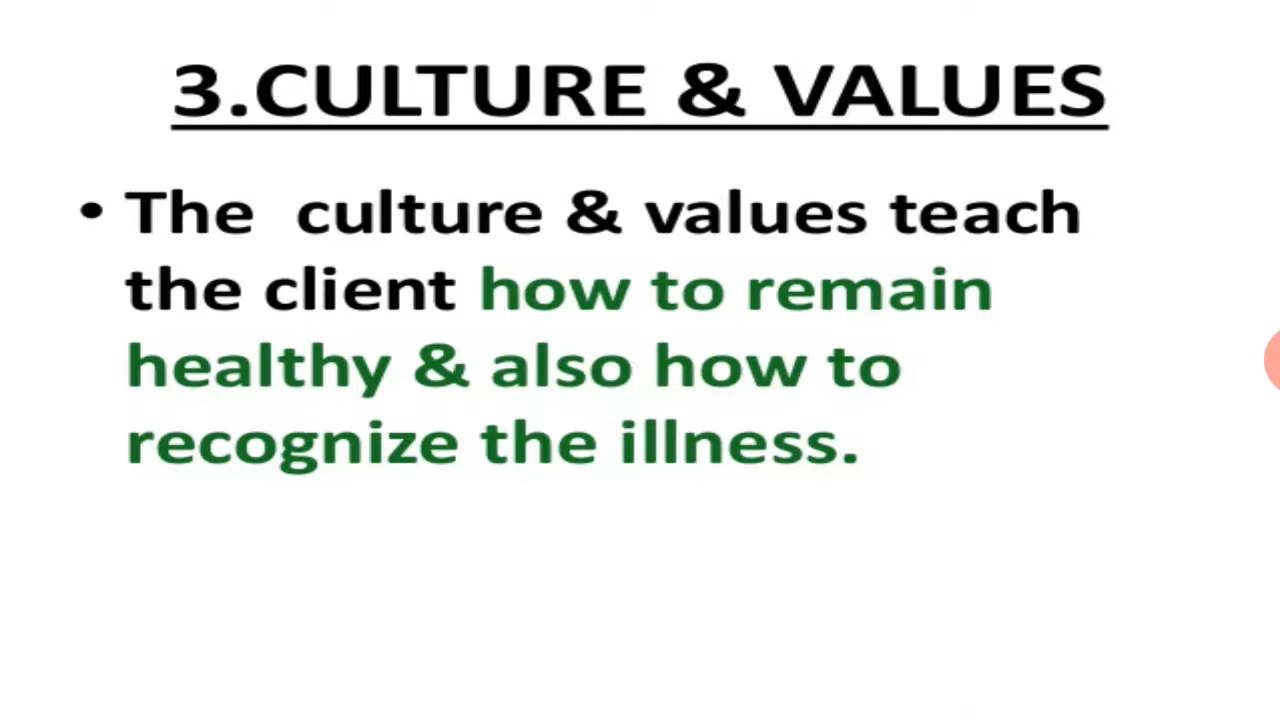 3.CULTURE & VALUES
• The culture & values teach
the client how to remain
healthy & also how to
recognize the illness.